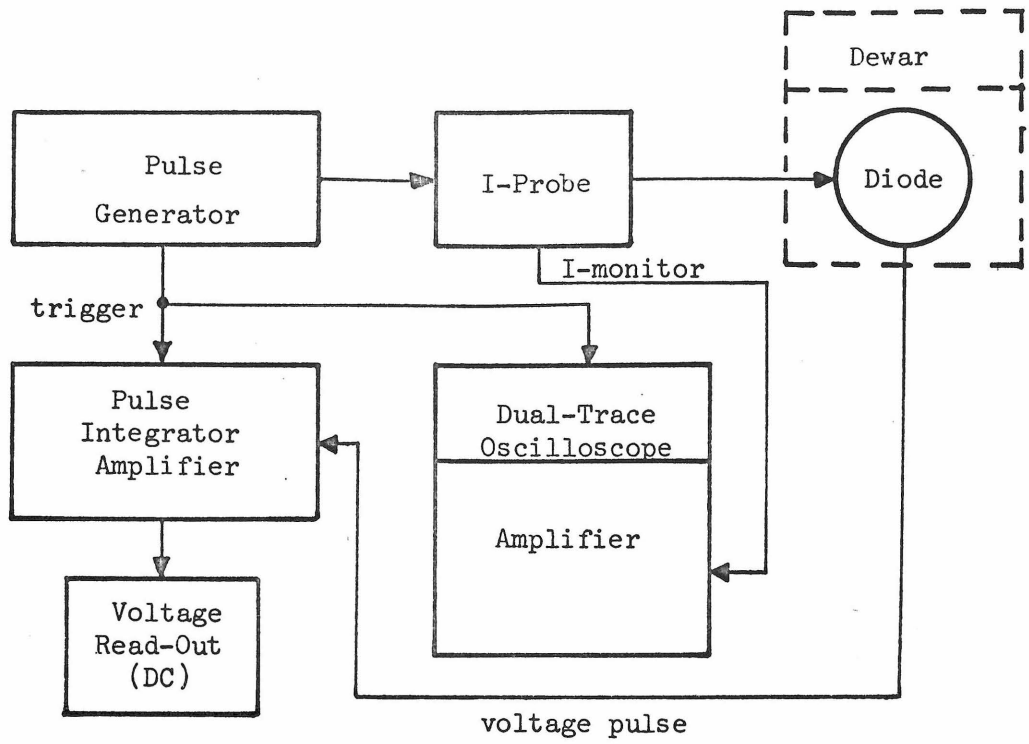 Dewar
Pulse
Generator
I-Probe
Diode
I-monitor
trigger
Pulse
Integrator
Amplifier
Dual-Trace
Oscilloscope
Amplifier
Voltage
Read-Out
(DC)
voltage pulse